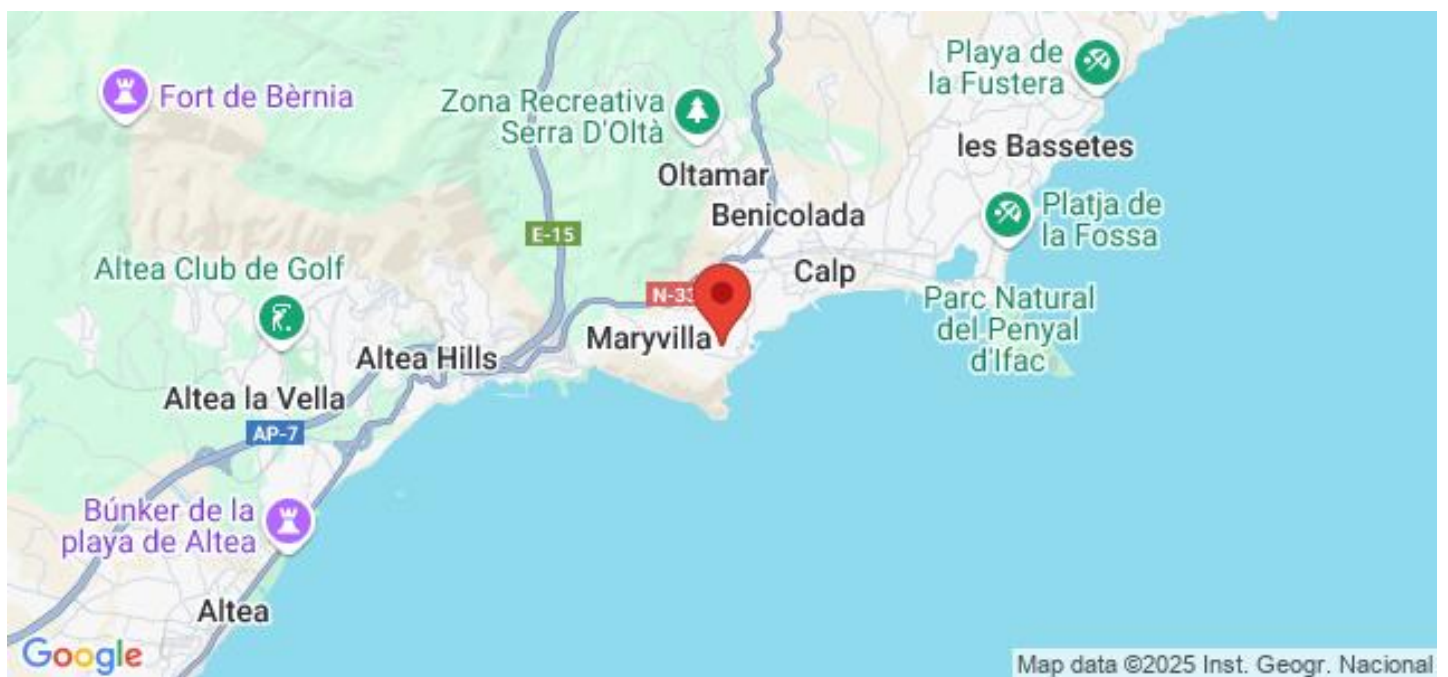 Playa de
la Fustera
Fort de Bèrnia
Zona Recreativa
Serra D'Oltà
les Bassetes
Oltamar
Benicolada
Platja de
la Fossa
E-15
Altea Club de Golf
Calp
N-33
Parc Natural
del Penyal
d'Ifac
Maryvilla
Altea Hills
Altea la Vella
AP-7
Búnker de la
playa de Altea
Altea
Google
Map data ©2025 Inst. Geogr. Nacional